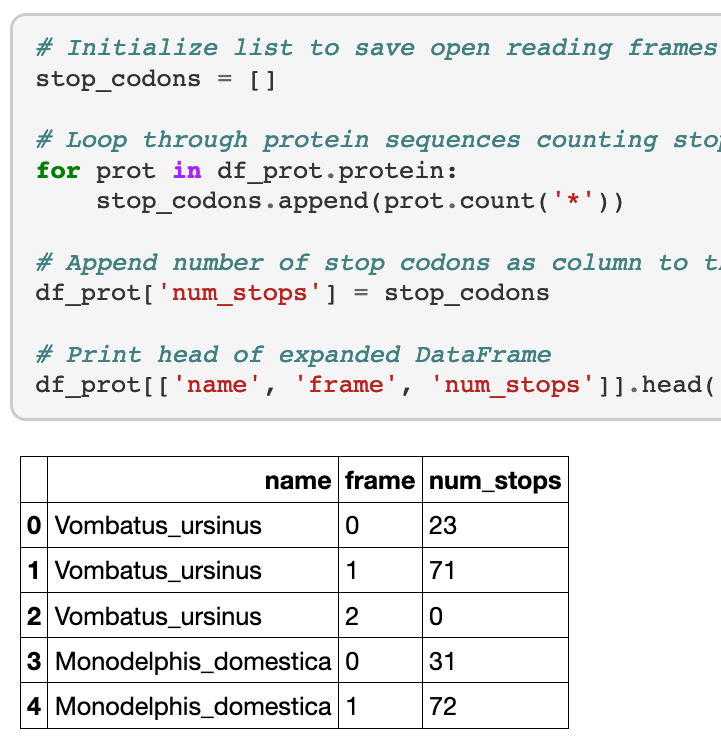 # Initialize list to save open reading frames
stop_codons = []
# Loop through protein sequences counting
for prot in df_prot.protein:
    stop_codons.append(prot.count('*'))
# Append number of stop codons as column to
df_prot['num_stops'] = stop_codons
# Print head of expanded DataFrame
df_prot[['name', 'frame', 'num_stops']].head(
name frame num_stops
0 Vombatus_ursinus 0 23
1 Vombatus_ursinus 1 71
2 Vombatus_ursinus 2 0
3 Monodelphis_domestica 0 31
4 Monodelphis_domestica 1 72